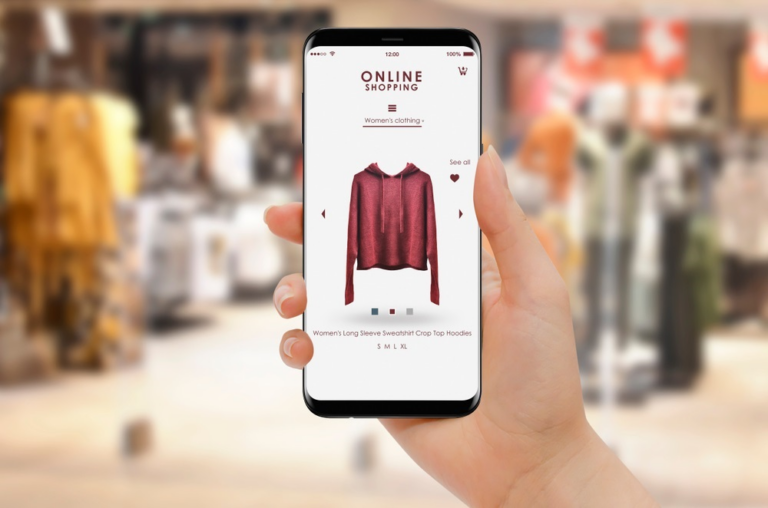 12:00
100%
ONLINE
SHOPPING
Women's clothing
See all
Women's Long Sleeve Sweatshirt Crop Top Hoodies
S M L XL